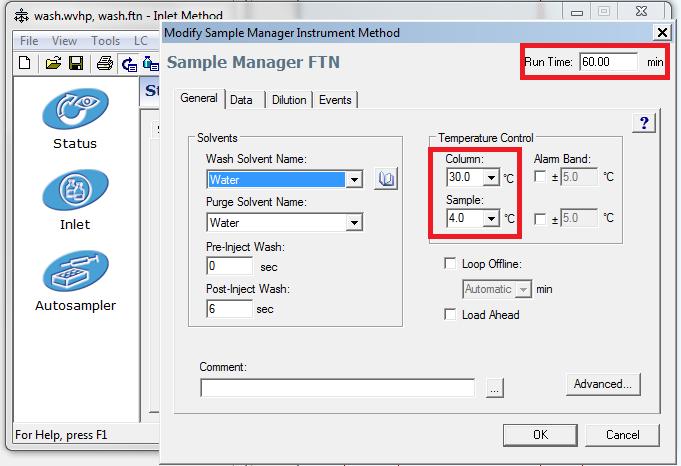 wash.wvhp, wash.ftn - Inlet Method
File View Tools LC
Status
Inlet
Autosampler
For Help, press F1
Modify Sample Manager Instrument Method
Sample Manager FTN
Run Time: 60.00 min
General Data Dilution Events
?
Solvents
Wash Solvent Name:
Water
Purge Solvent Name:
Water
Pre-Inject Wash:
0 sec
Post-Inject Wash:
6 sec
Temperature Control
Column: Alarm Band:
30.0 °C ± 5.0 °C
Sample:
4.0 °C ± 5.0 °C
Loop Offline:
Automatic min
Load Ahead
Comment:
...
Advanced...
OK Cancel